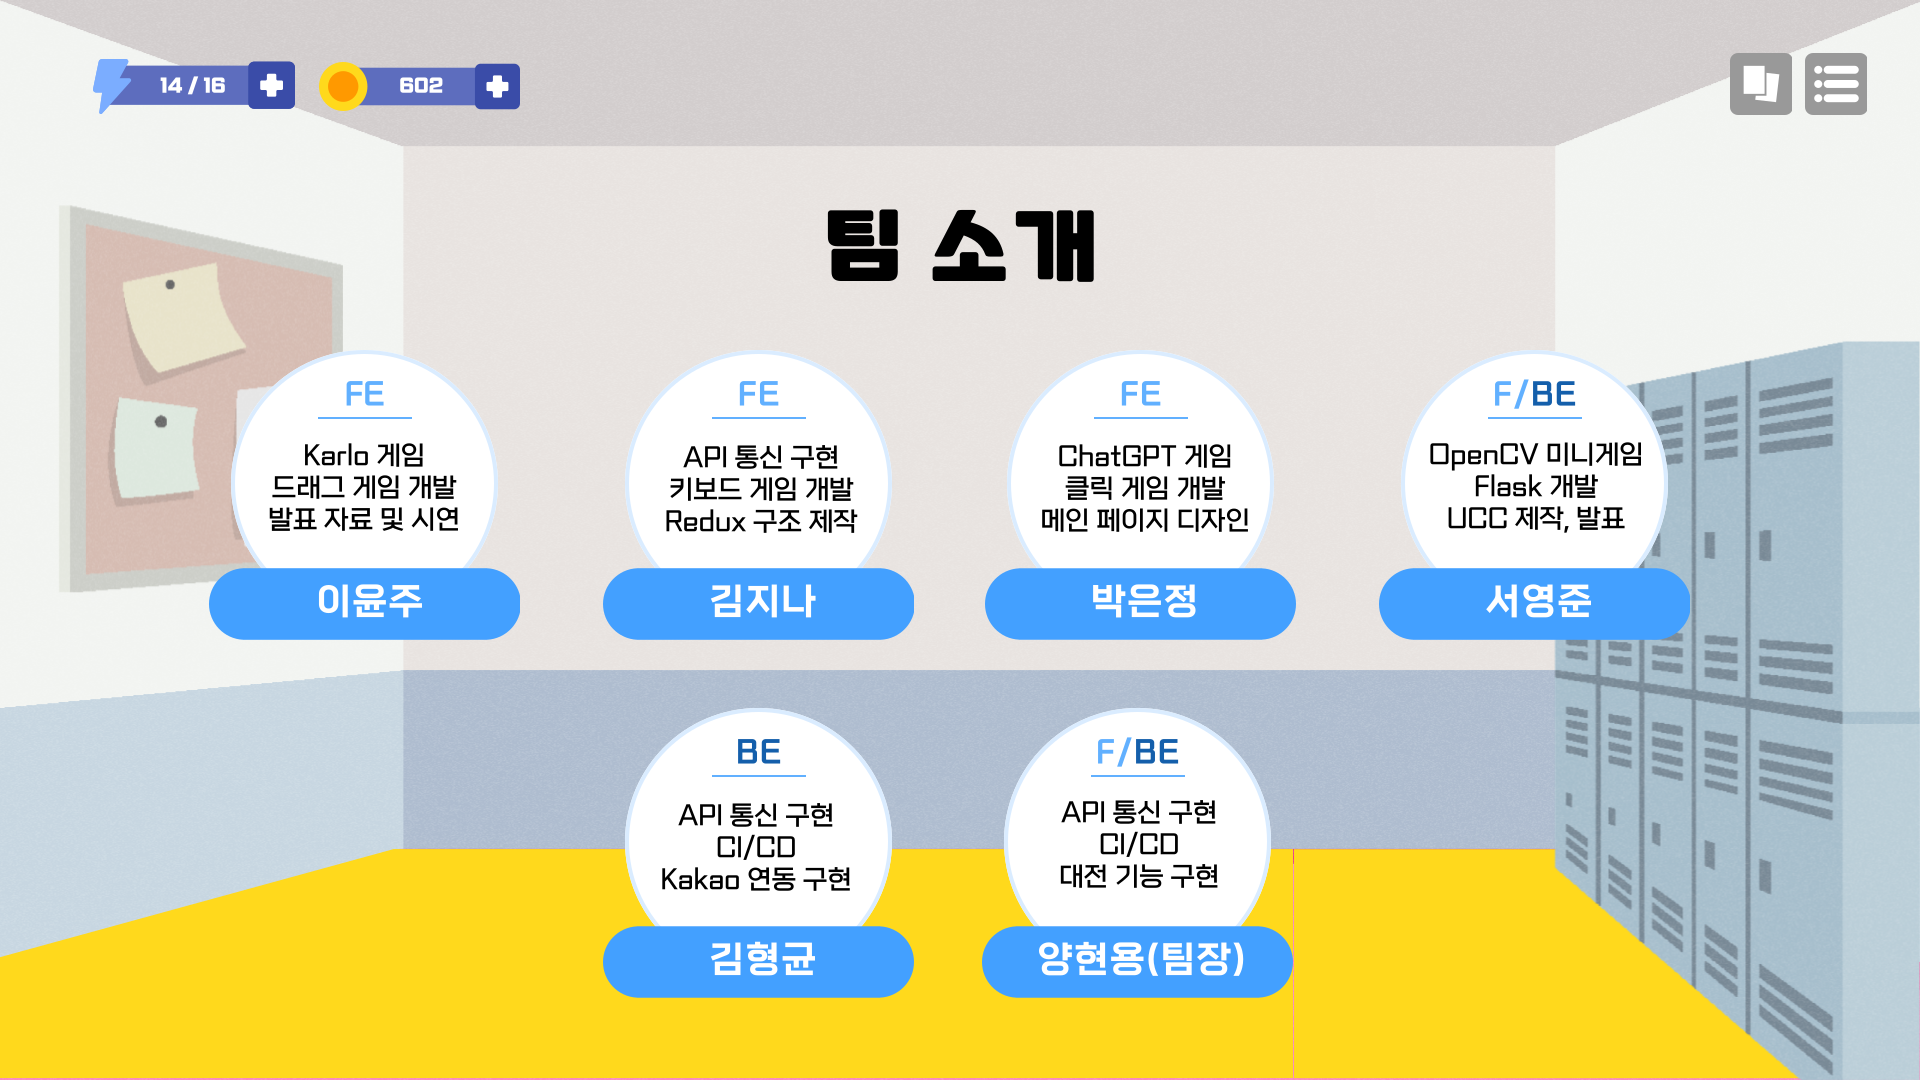 14 / 16
602
팀 소개
FE
Karlo 게임
드래그 게임 개발
발표 자료 및 시연
이윤주
FE
API 통신 구현
키보드 게임 개발
Redux 구조 제작
김지나
FE
ChatGPT 게임
클릭 게임 개발
메인 페이지 디자인
박은정
F/BE
OpenCV 미니게임
Flask 개발
UCC 제작, 발표
서영준
BE
API 통신 구현
CI/CD
Kakao 연동 구현
김형균
F/BE
API 통신 구현
CI/CD
대전 기능 구현
양현용(팀장)